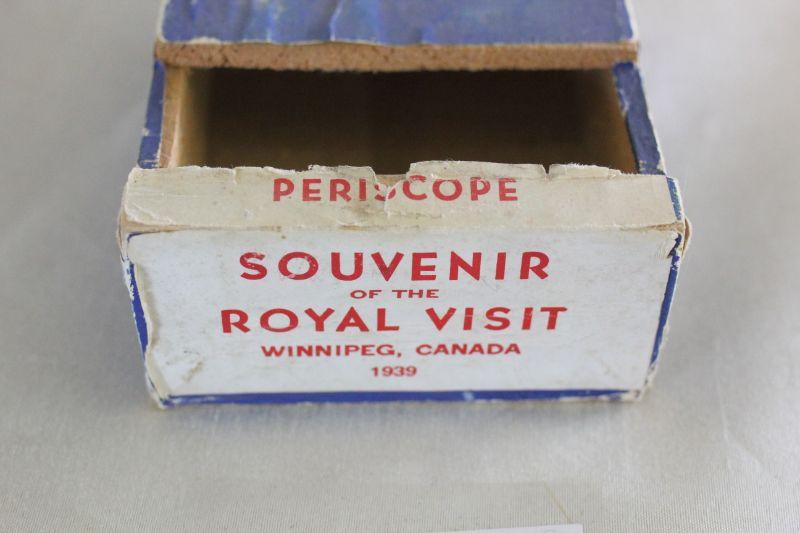 PERISCOPE
SOUVENIR
OF THE
ROYAL VISIT
WINNIPEG, CANADA
1939